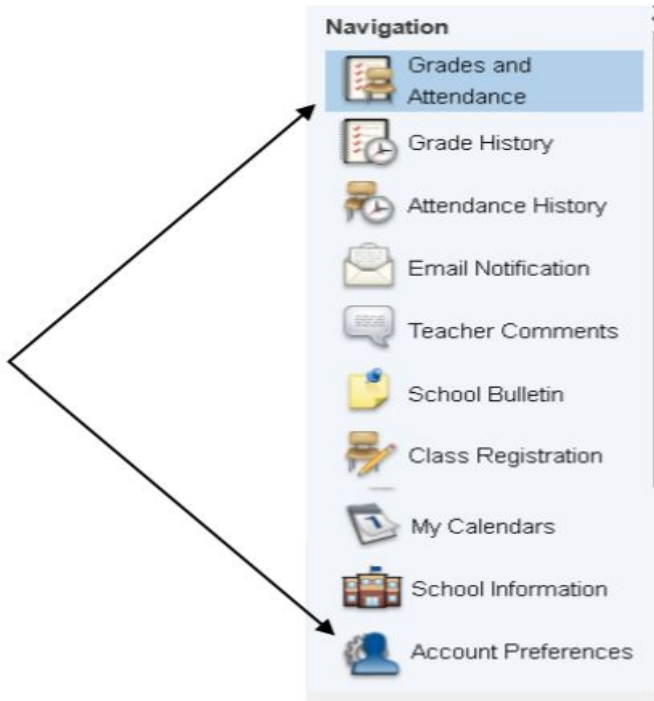 Navigation
Grades and
Attendance
Grade History
Attendance History
Email Notification
Teacher Comments
School Bulletin
Class Registration
My Calendars
School Information
Account Preferences